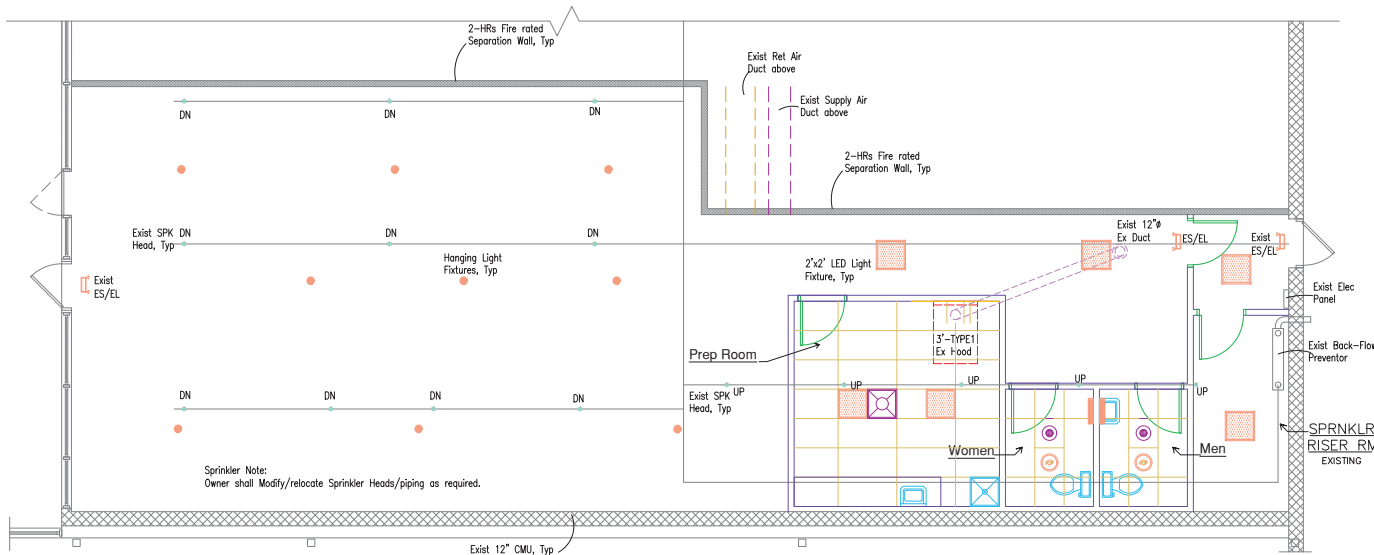 2-HRs Fire rated
Separation Wall, Typ
Exist Ret Air
Duct above
Exist Supply Air
Duct above
DN
DN
DN
2-HRs Fire rated
Separation Wall, Typ
Exist SPK
Head, Typ
DN
DN
DN
Hanging Light
Fixtures, Typ
Exist 12"ø
Ex Duct
ES/EL
Exist
ES/EL
2'x2' LED Light
Fixture, Typ
Exist
ES/EL
Exist Elec
Panel
3'-TYPE1
Ex Hood
Prep Room
Exist Back-Flow
Preventor
DN
DN
DN
DN
Exist SPK
Head, Typ
UP
UP
UP
UP
UP
Women
Men
SPRNKLR
RISER RM
EXISTING
Sprinkler Note:
Owner shall Modify/relocate Sprinkler Heads/piping as required.
Exist 12" CMU, Typ